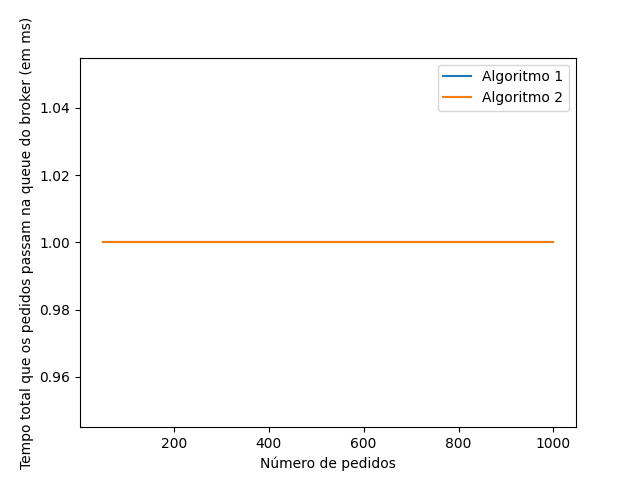 Tempo total que os pedidos passam na queue do broker (em ms)
Algoritmo 1
Algoritmo 2
1.04
1.02
1.00
0.98
0.96
200 400 600 800 1000
Número de pedidos